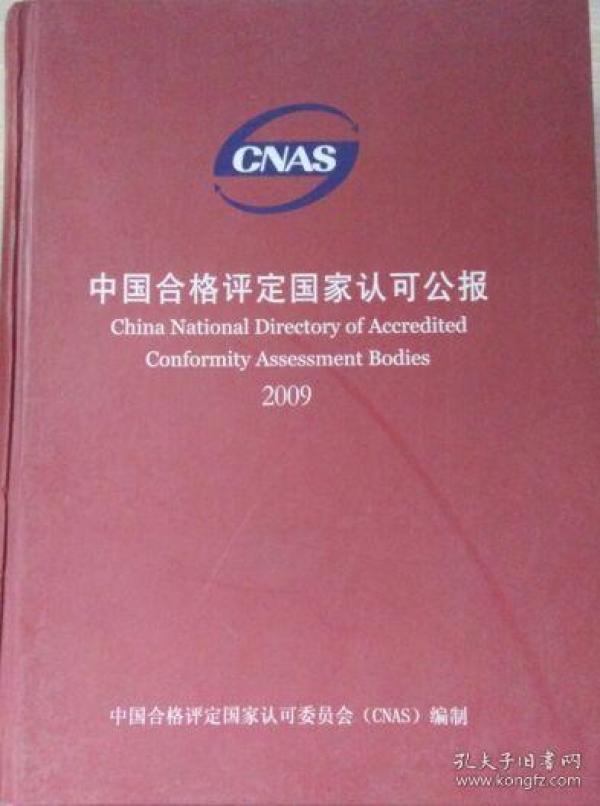 CNAS
中国合格评定国家认可公报
China National Directory of Accredited
Conformity Assessment Bodies
2009
中国合格评定国家认可委员会（CNAS）编制
孔夫子旧书网
www.kongfz.com